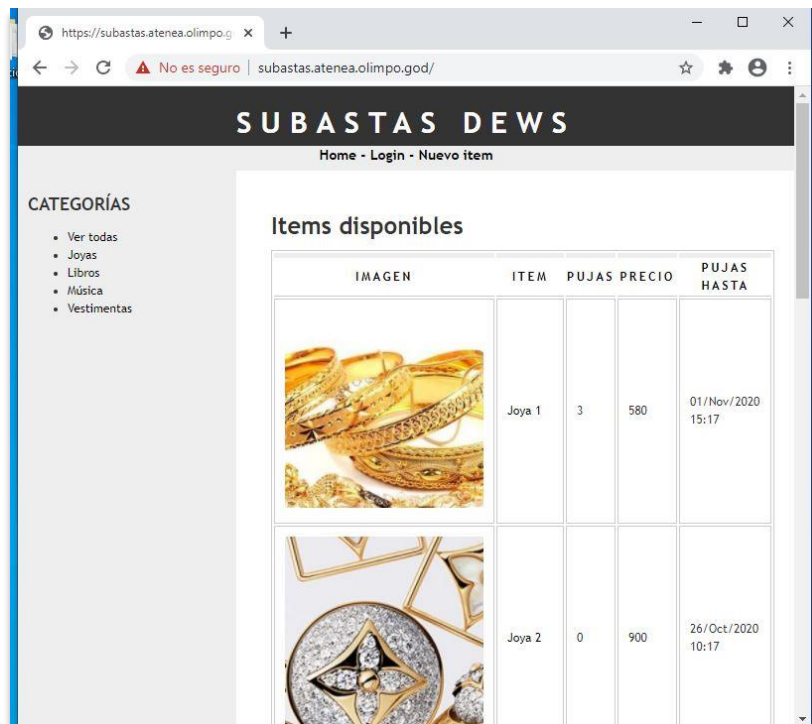 https://subastas.atenea.olimpo.g
No es seguro | subastas.atenea.olimpo.god/
SUBASTAS DEWS
Home - Login - Nuevo item
CATEGORÍAS
Ver todas
Joyas
Libros
Música
Vestimentas
Items disponibles
IMAGEN ITEM PUJAS PRECIO PUJAS HASTA
Joya 1 3 580 01/Nov/2020 15:17
Joya 2 0 900 26/Oct/2020 10:17